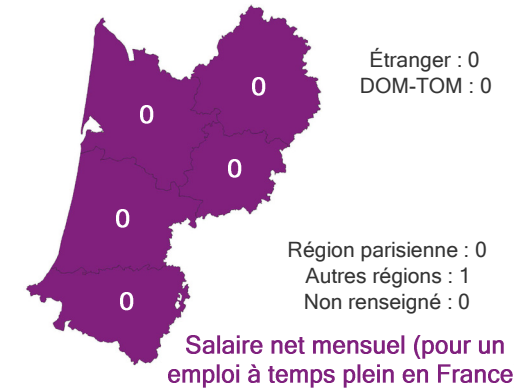 Étranger : 0
DOM-TOM : 0
0
0
0
0
0
Région parisienne : 0
Autres régions : 1
Non renseigné : 0
Salaire net mensuel (pour un
emploi à temps plein en France